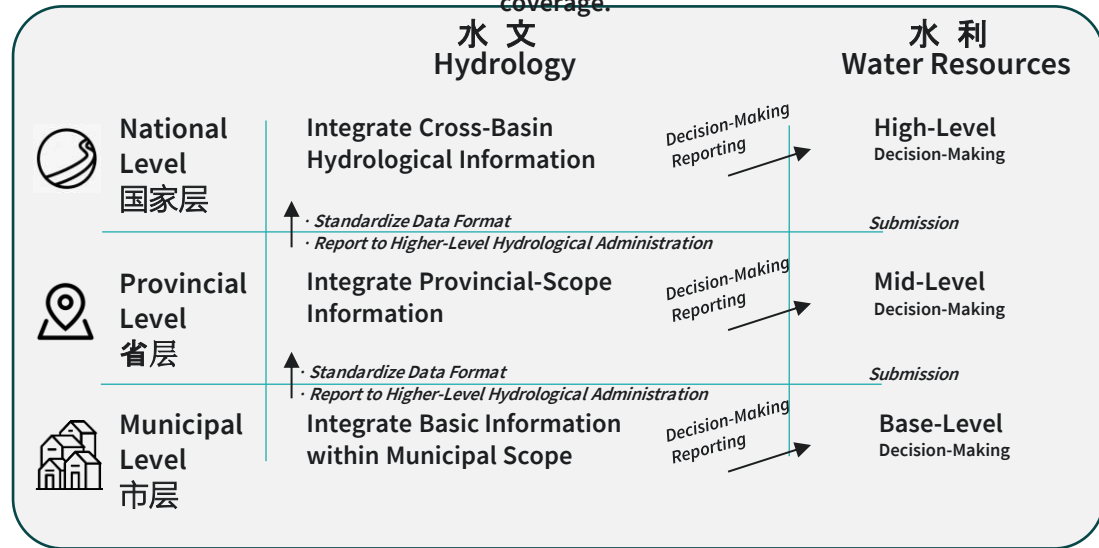 coverage.
水 文
Hydrology
水 利
Water Resources
National
Level
国家层
Integrate Cross-Basin
Hydrological Information
Decision-Making
Reporting
High-Level
Decision-Making
· Standardize Data Format
· Report to Higher-Level Hydrological Administration
Submission
Provincial
Level
省层
Integrate Provincial-Scope
Information
Decision-Making
Reporting
Mid-Level
Decision-Making
· Standardize Data Format
· Report to Higher-Level Hydrological Administration
Submission
Municipal
Level
市层
Integrate Basic Information
within Municipal Scope
Decision-Making
Reporting
Base-Level
Decision-Making